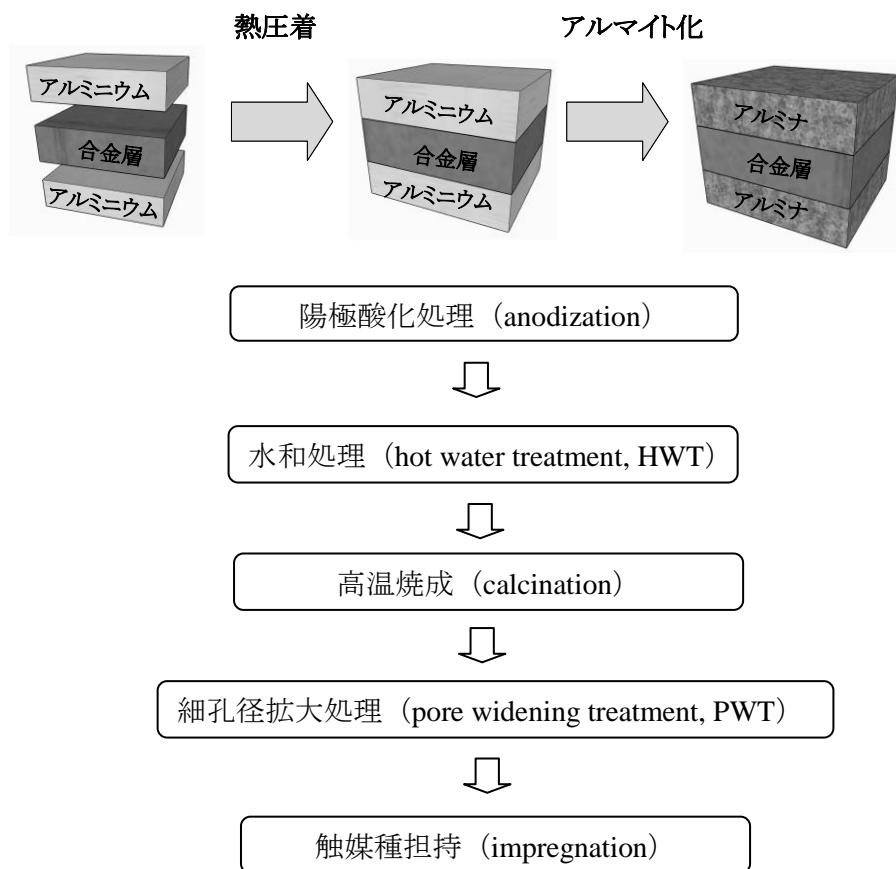 熱圧着
アルマイト化
アルミニウム
合金層
アルミニウム
アルミニウム
合金層
アルミニウム
アルミナ
合金層
アルミナ
陽極酸化処理（anodization）
水和処理（hot water treatment, HWT）
高温焼成（calcination）
細孔径拡大処理（pore widening treatment, PWT）
触媒種担持（impregnation）